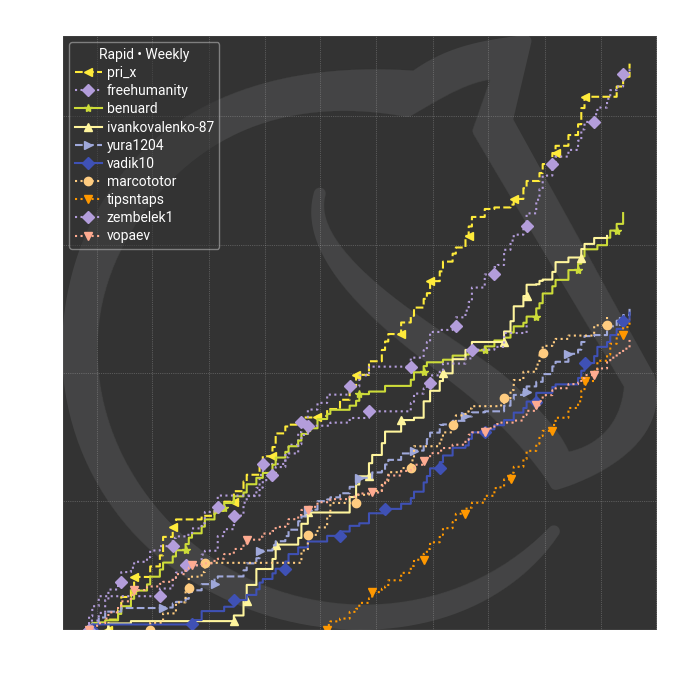 Rapid • Weekly
pri_x
freehumanity
benuard
ivankovalenko-87
yura1204
vadik10
marcototor
tipsntaps
zembelek1
vopaev